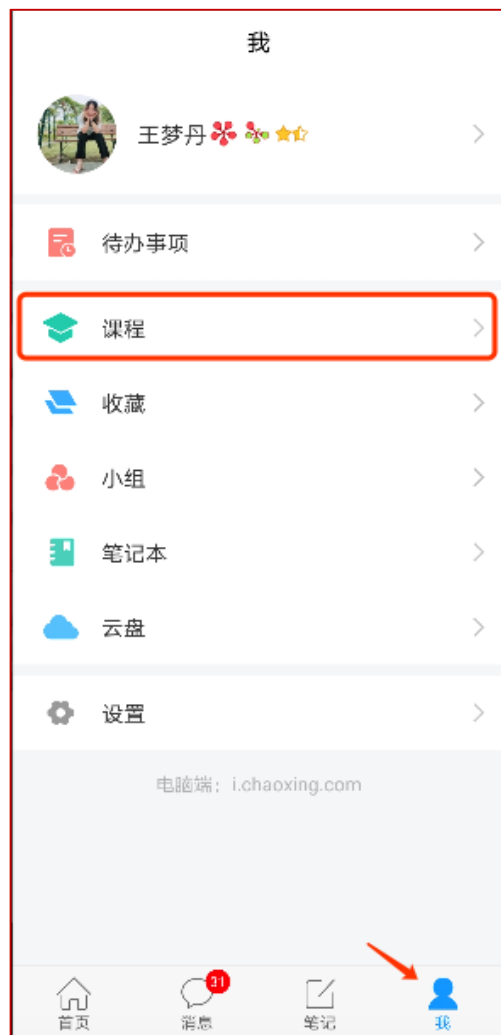 我
王梦丹
待办事项
课程
收藏
小组
笔记本
云盘
设置
电脑端：i.chaoxing.com
31
首页
消息
笔记
我